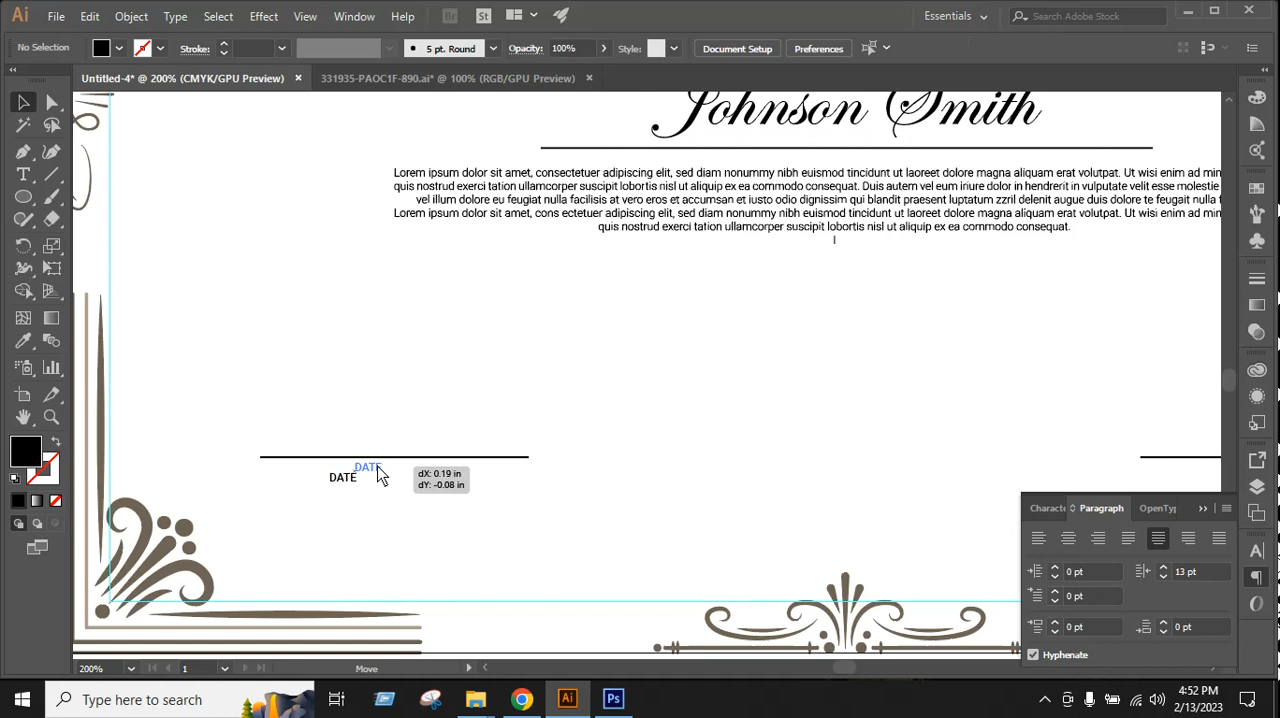 Ai File Edit Object Type Select Effect View Window Help Br St Essentials Search Adobe Stock
No Selection Stroke: 5 pt. Round Opacity: 100% Style: Document Setup Preferences
Untitled-4* @ 200% (CMYK/GPU Preview) × 331935-PAOC1F-890.ai* @ 100% (RGB/GPU Preview) ×
Johnson Smith
Lorem ipsum dolor sit amet, consectetuer adipiscing elit, sed diam nonummy nibh euismod tincidunt ut laoreet dolore magna aliquam erat volutpat. Ut wisi enim ad min
quis nostrud exerci tation ullamcorper suscipit lobortis nisl ut aliquip ex ea commodo consequat. Duis autem vel eum iriure dolor in hendrerit in vulputate velit esse molestie
vel illum dolore eu feugiat nulla facilisis at vero eros et accumsan et iusto odio dignissim qui blandit praesent luptatum zzril delenit augue duis dolore te feugait nulla f
Lorem ipsum dolor sit amet, cons ectetuer adipiscing elit, sed diam nonummy nibh euismod tincidunt ut laoreet dolore magna aliquam erat volutpat. Ut wisi enim ad min
quis nostrud exerci tation ullamcorper suscipit lobortis nisl ut aliquip ex ea commodo consequat.
DATE
DATE
dX: 0.19 in
dY: -0.08 in
Characte Paragraph OpenTyp
0 pt 13 pt
0 pt
0 pt 0 pt
Hyphenate
200% 1 Move
Type here to search Ai Ps 4:52 PM
2/13/2023